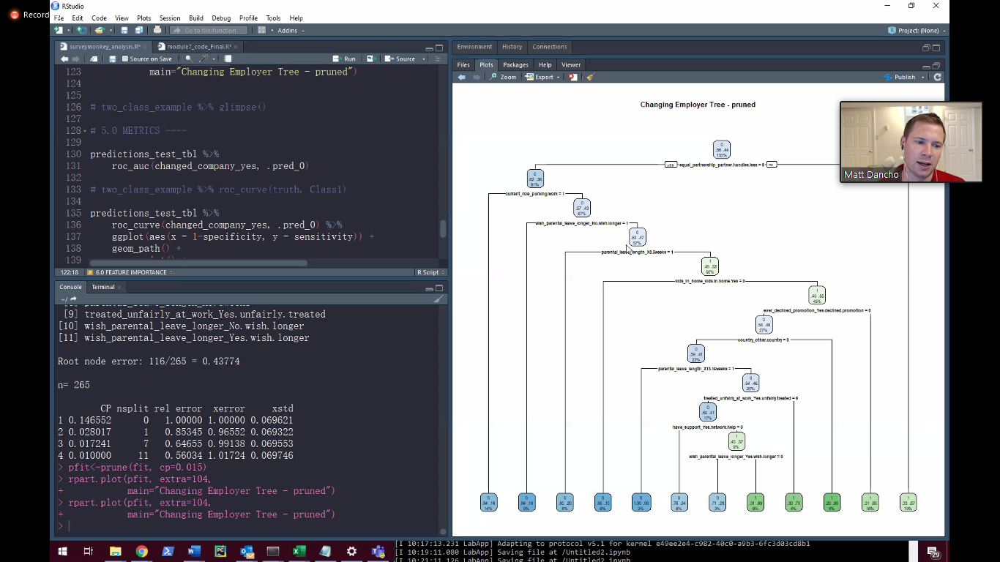 Record
RStudio
File Edit Code View Plots Session Build Debug Profile Tools Help
Go to file/function Addins Project: (None)
surveymonkey_analysis.R* module7_code_Final.R*
Source on Save Run Source
123 main="Changing Employer Tree - pruned")
124
125
126 # two_class_example %>% glimpse()
127
128 # 5.0 METRICS ----
129
130 predictions_test_tbl %>%
131 roc_auc(changed_company_yes, .pred_0)
132
133 # two_class_example %>% roc_curve(truth, Class1)
134
135 predictions_test_tbl %>%
136 roc_curve(changed_company_yes, .pred_0) %>%
137 ggplot(aes(x = 1-specificity, y = sensitivity)) +
138 geom_path() +
139
122:18 # 6.0 FEATURE IMPORTANCE R Script
Console Terminal
~/
[9] treated_unfairly_at_work_Yes.unfairly.treated
[10] wish_parental_leave_longer_No.wish.longer
[11] wish_parental_leave_longer_Yes.wish.longer
Root node error: 116/265 = 0.43774
n= 265
CP nsplit rel error xerror xstd
1 0.146552 0 1.00000 1.00000 0.069621
2 0.028017 1 0.85345 0.96552 0.069322
3 0.017241 7 0.64655 0.99138 0.069553
4 0.010000 11 0.56034 1.01724 0.069746
> pfit<-prune(fit, cp=0.015)
> rpart.plot(pfit, extra=104,
+ main="Changing Employer Tree - pruned")
> rpart.plot(pfit, extra=104,
+ main="Changing Employer Tree - pruned")
>
Environment History Connections
Files Plots Packages Help Viewer
Zoom Export Publish
Changing Employer Tree - pruned
Matt Dancho
.56 .44
100%
yes equal_partnership_partner.handles.less = 0 no
0
.62 .38
81%
current_role_pursing.work = 1
0
.57 .43
67%
wish_parental_leave_longer_No.wish.longer = 1
0
.53 .47
57%
= 1
1
.48 .52
50%
kids_in_home_kids.in.home.Yes = 0
1
.45 .55
45%
ever_declined_promotion_Yes.declined.promotion = 0
0
.54 .46
27%
country_other.country = 0
0
.59 .41
23%
0
.54 .46
20%
treated_unfairly_at_work_Yes.unfairly.treated = 0
0
.59 .41
17%
have_support_Yes.network.help = 0
1
.43 .57
9%
wish_parental_leave_longer_Yes.wish.longer = 0
0 0 0 0 0 0 0 1 1 1 1 1
.84 .16 .84 .16 .80 .20 .85 .15 1.00 .00 .76 .24 .71 .29 .31 .69 .30 .70 .20 .80 .31 .69 .33 .67
14% 9% 18% 19%
[I 10:17:13.231 LabApp] Adapting to protocol v5.1 for kernel e49ee2e4-c982-40c0-a9b3-6fc3d03cd8b1
[I 10:19:11.080 LabApp] Saving file at /Untitled2.ipynb
[I 10:21:11.126 LabApp] Saving file at /Untitled2.ipynb
29